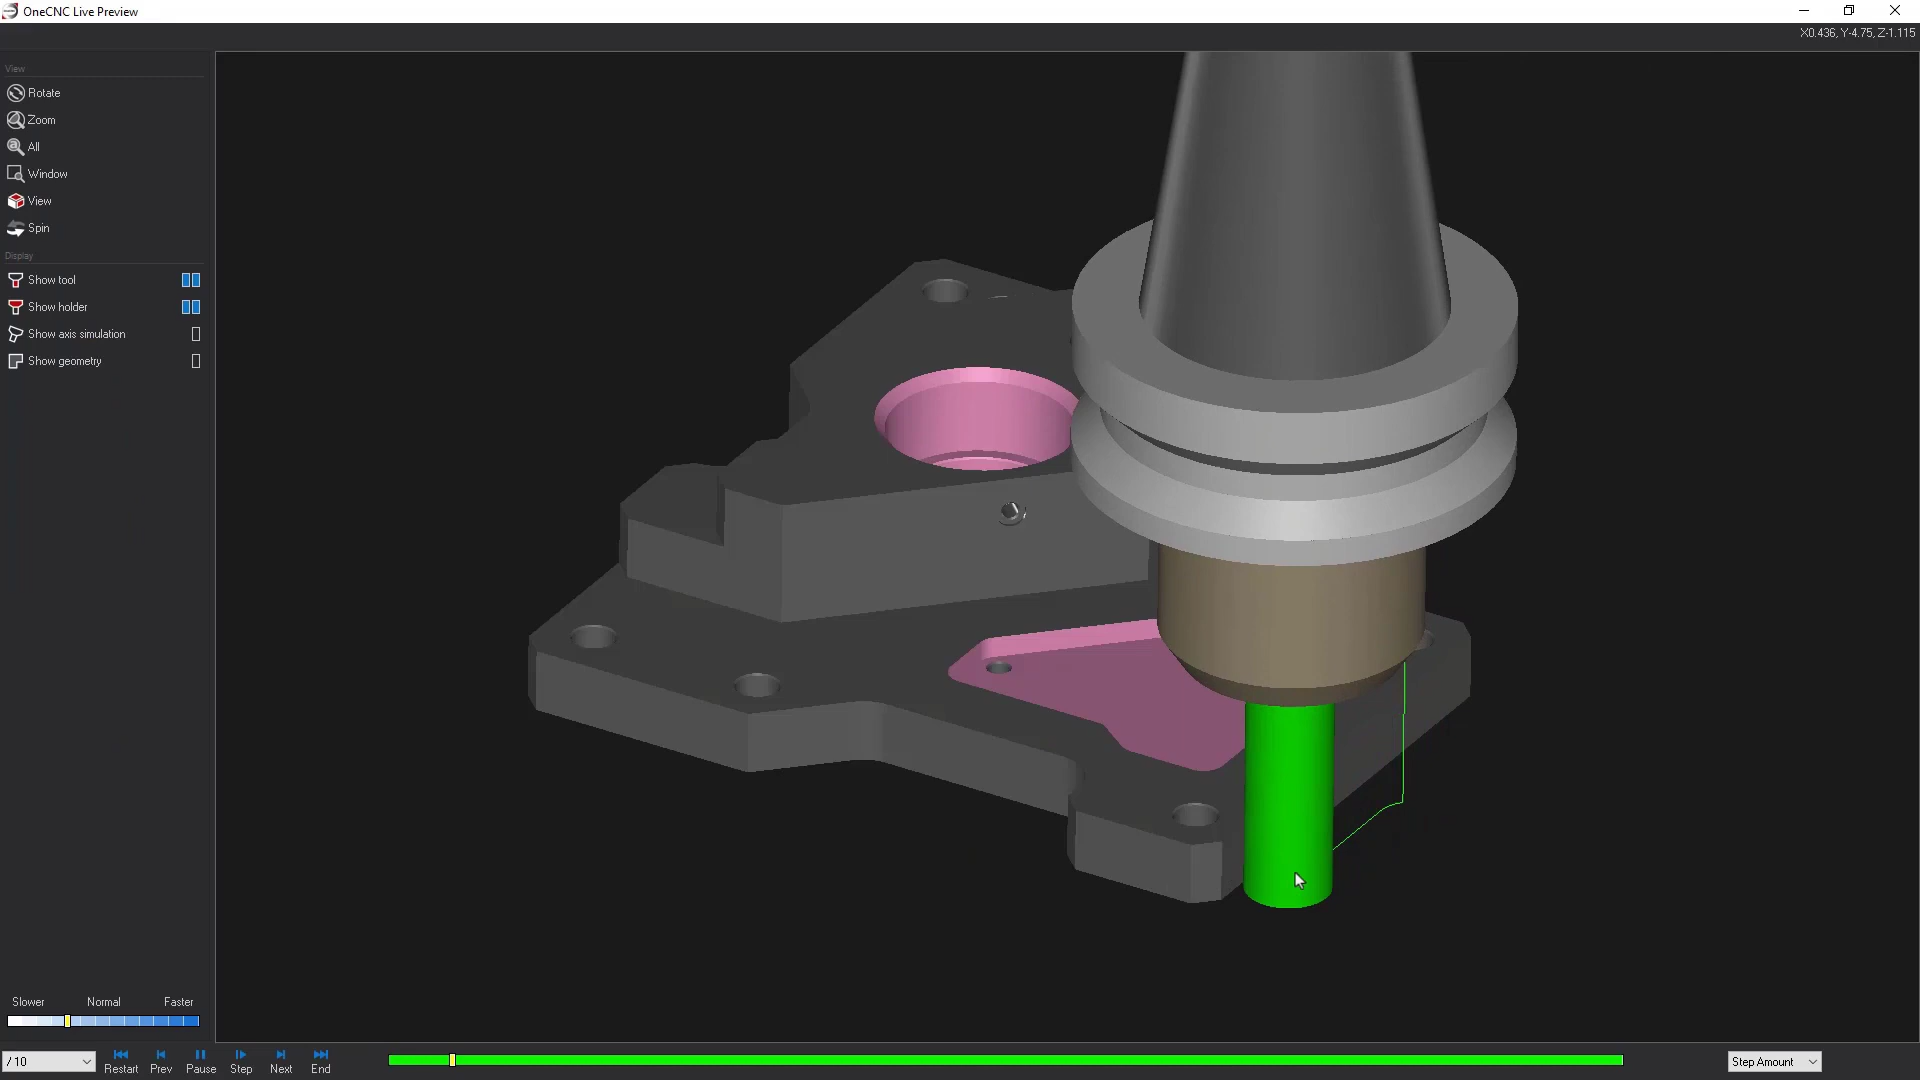 OneCNC Live Preview
X0.436, Y-4.75, Z-1.115
View
Rotate
Zoom
All
Window
View
Spin
Display
Show tool
Show holder
Show axis simulation
Show geometry
Slower Normal Faster
/ 10
Restart Prev Pause Step Next End
Step Amount